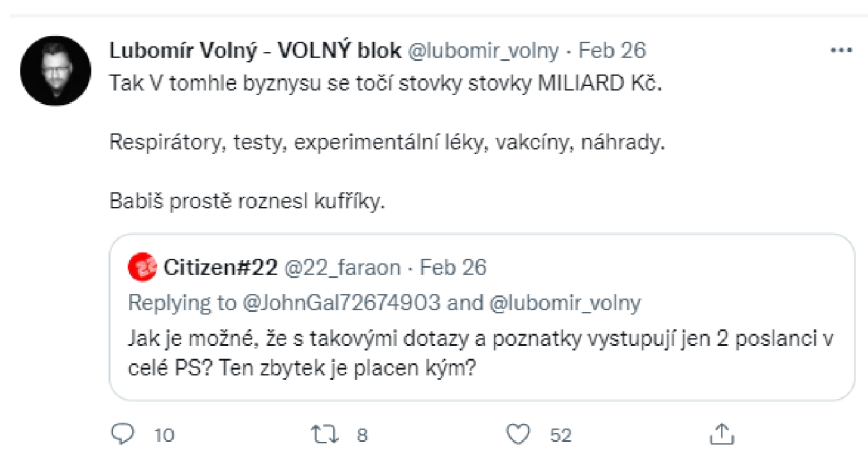 Lubomír Volný - VOLNÝ blok @lubomir_volny · Feb 26
Tak V tomhle byznysu se točí stovky stovky MILIARD Kč.
Respirátory, testy, experimentální léky, vakcíny, náhrady.
Babiš prostě roznesl kufříky.
22 Citizen#22 @22_faraon · Feb 26
Replying to @JohnGal72674903 and @lubomir_volny
Jak je možné, že s takovými dotazy a poznatky vystupují jen 2 poslanci v
celé PS? Ten zbytek je placen kým?
10 8 52